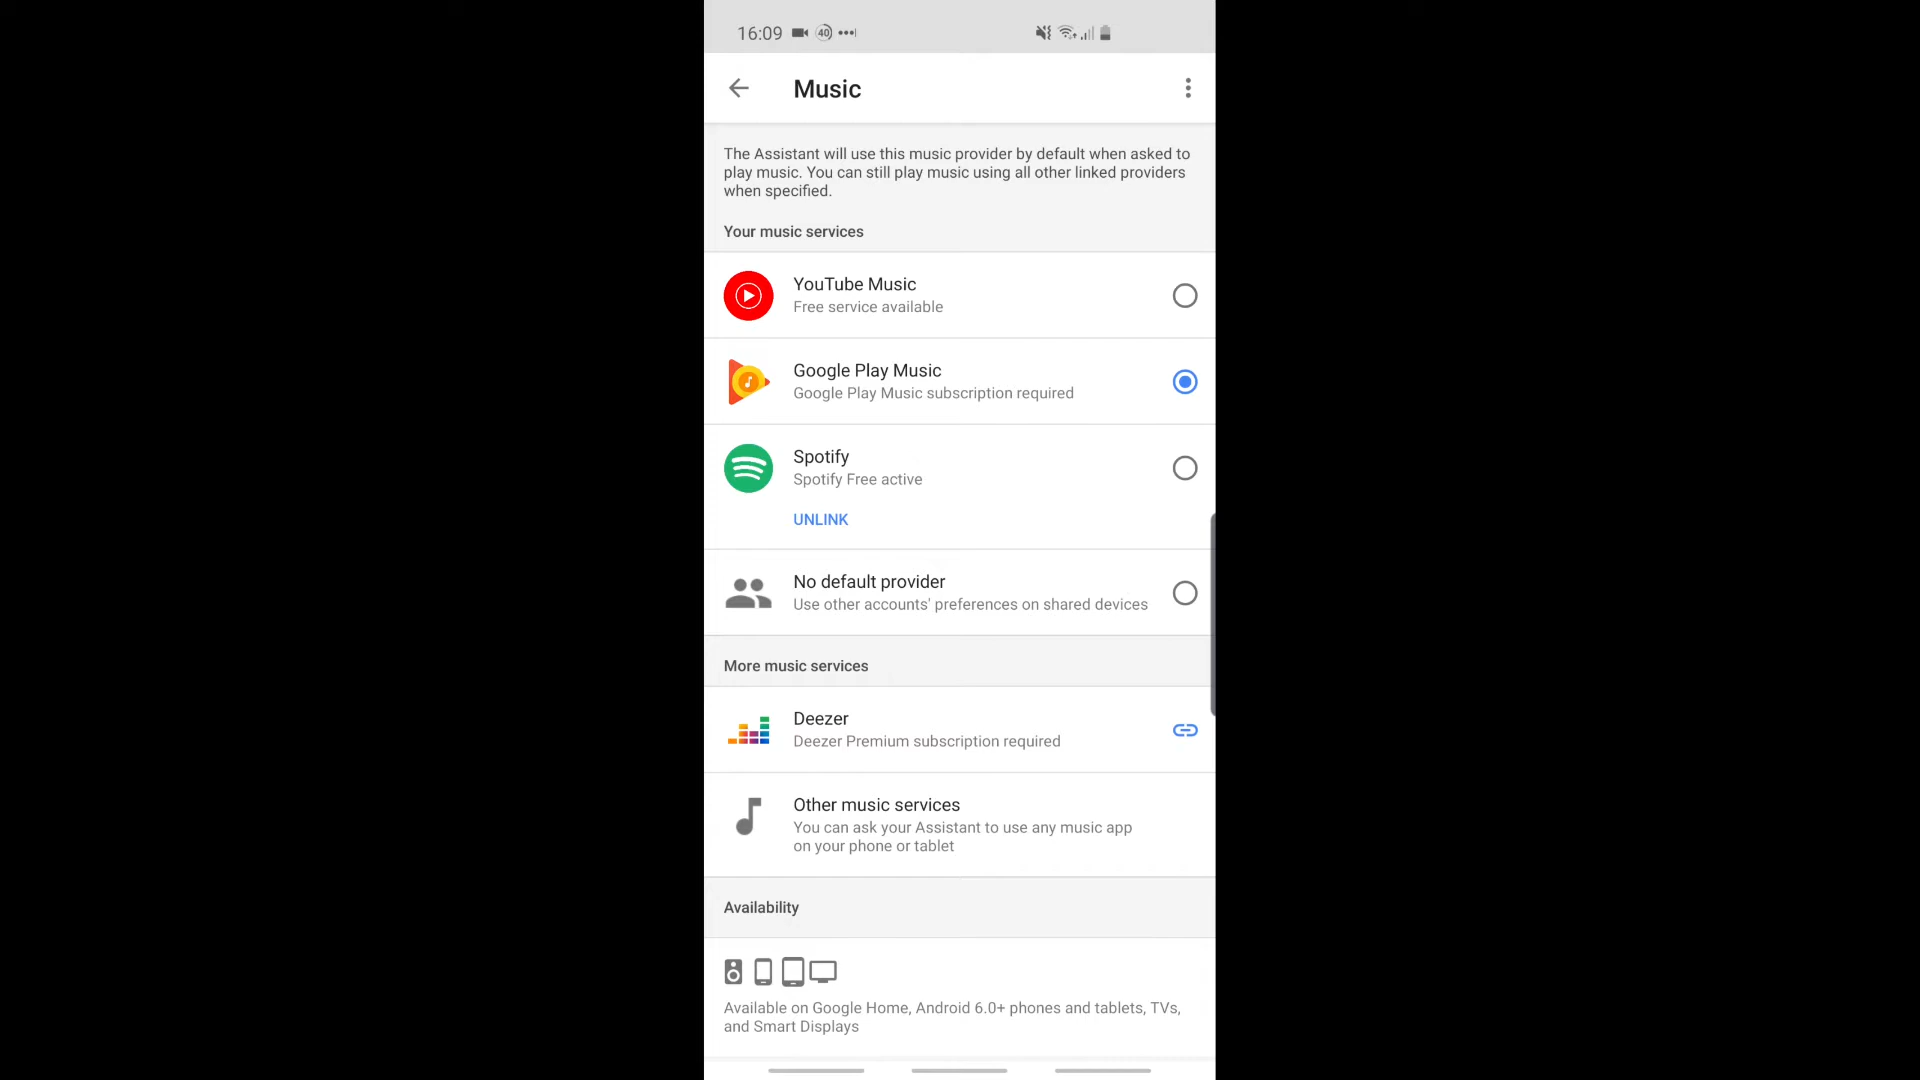 16:09 40
Music
The Assistant will use this music provider by default when asked to
play music. You can still play music using all other linked providers
when specified.
Your music services
YouTube Music
Free service available
Google Play Music
Google Play Music subscription required
Spotify
Spotify Free active
UNLINK
No default provider
Use other accounts' preferences on shared devices
More music services
Deezer
Deezer Premium subscription required
Other music services
You can ask your Assistant to use any music app
on your phone or tablet
Availability
Available on Google Home, Android 6.0+ phones and tablets, TVs,
and Smart Displays